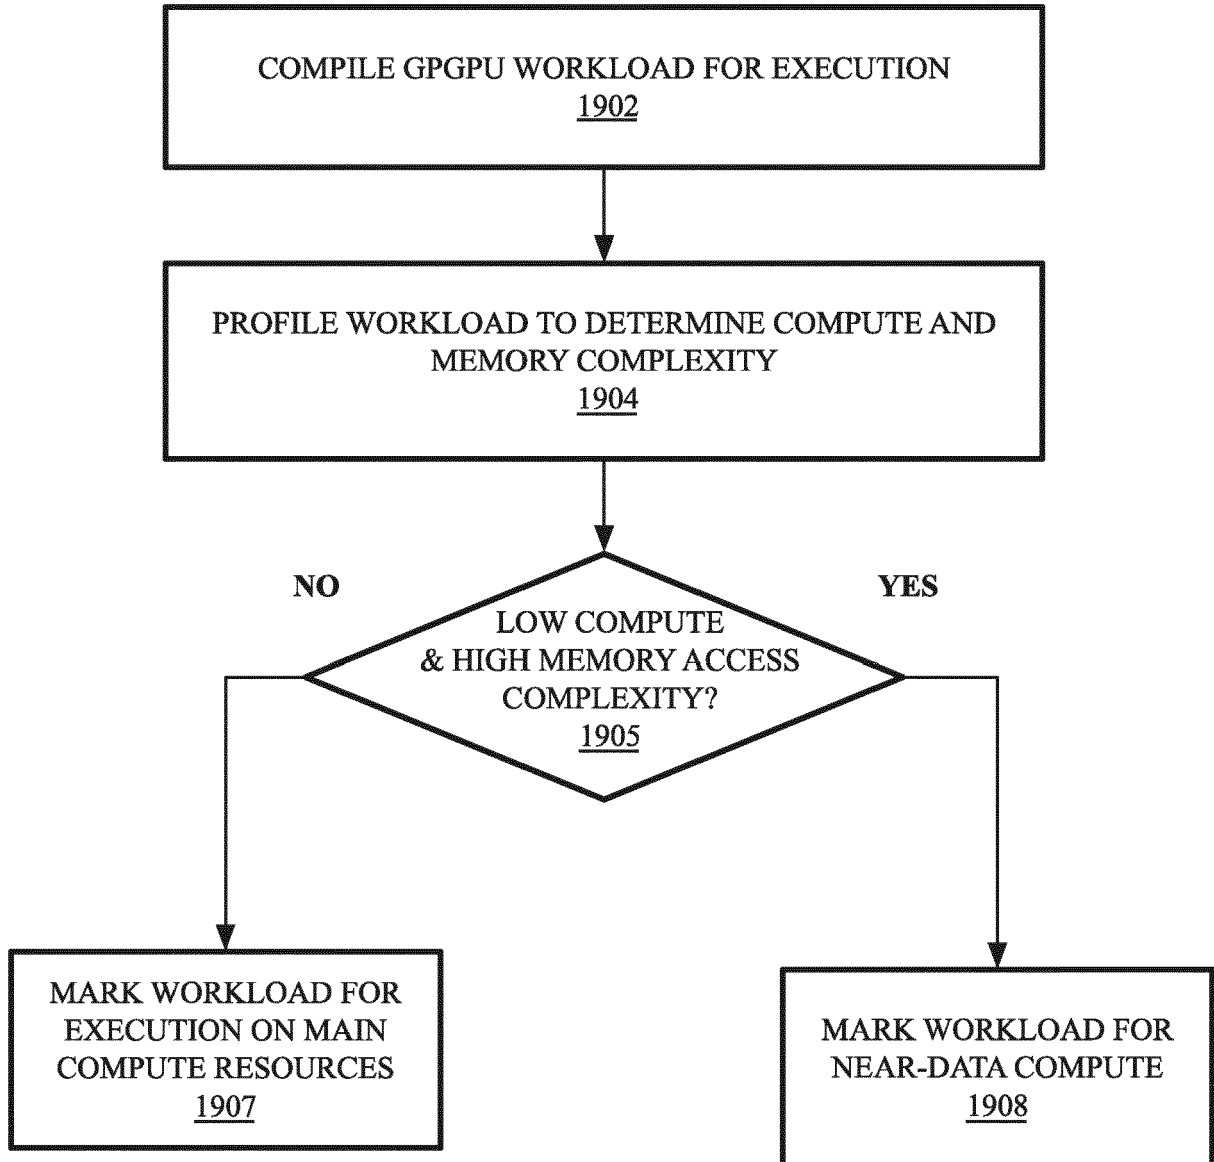 COMPILE GPGPU WORKLOAD FOR EXECUTION
1902
PROFILE WORKLOAD TO DETERMINE COMPUTE AND
MEMORY COMPLEXITY
1904
NO
YES
LOW COMPUTE
& HIGH MEMORY ACCESS
COMPLEXITY?
1905
MARK WORKLOAD FOR
EXECUTION ON MAIN
COMPUTE RESOURCES
1907
MARK WORKLOAD FOR
NEAR-DATA COMPUTE
1908